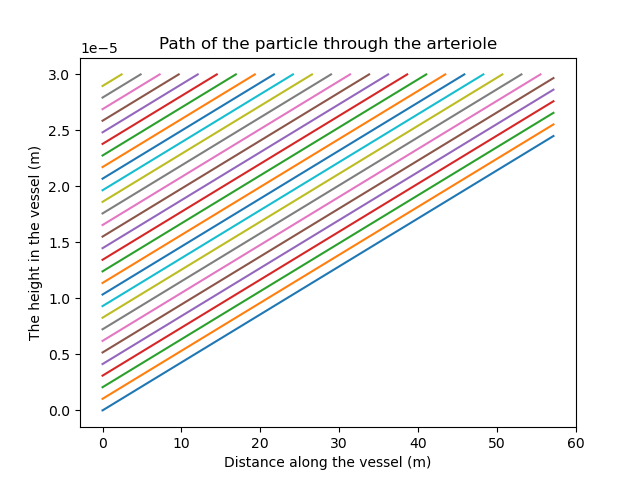 Path of the particle through the arteriole
1e−5
3.0
2.5
2.0
1.5
1.0
0.5
0.0
The height in the vessel (m)
0 10 20 30 40 50 60
Distance along the vessel (m)